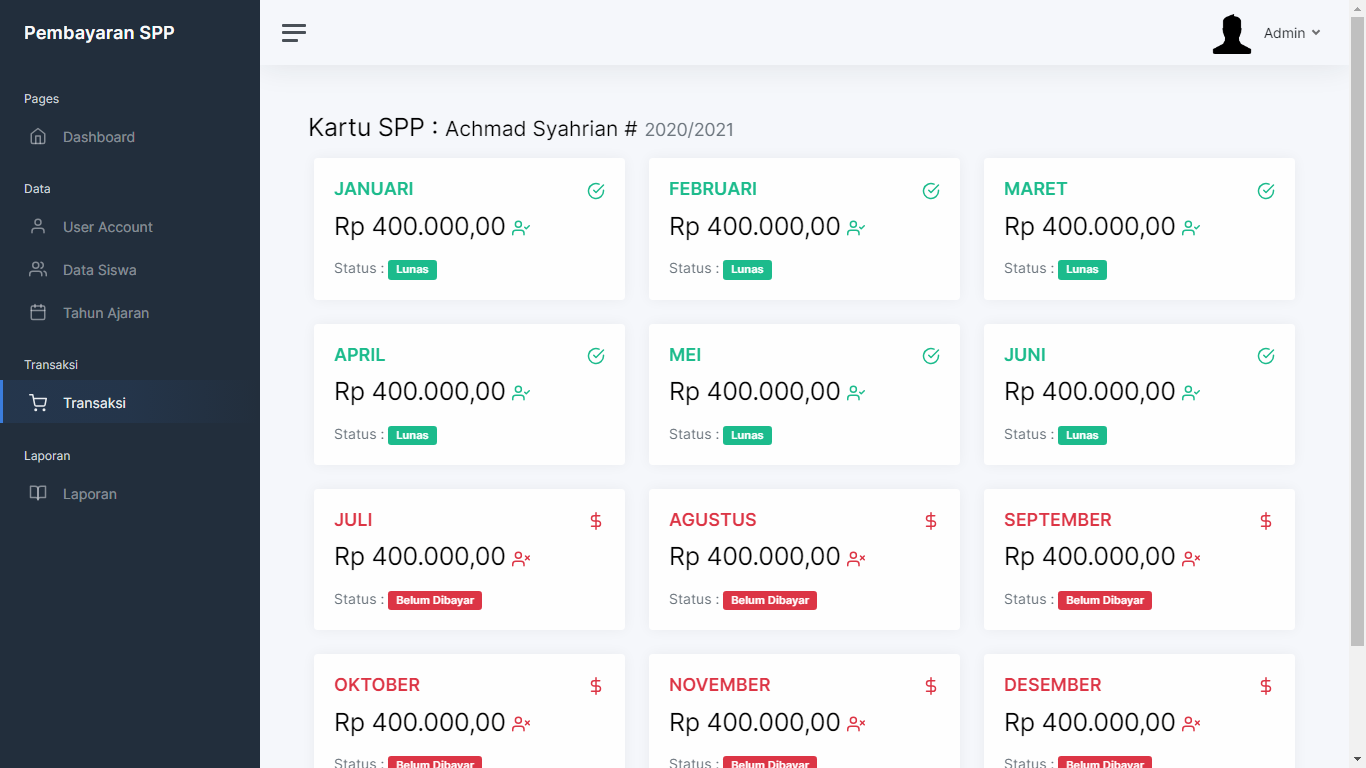 Pembayaran SPP
Admin
Pages
Dashboard
Data
User Account
Data Siswa
Tahun Ajaran
Transaksi
Transaksi
Laporan
Laporan
Kartu SPP : Achmad Syahrian # 2020/2021
JANUARI
Rp 400.000,00
Status : Lunas
FEBRUARI
Rp 400.000,00
Status : Lunas
MARET
Rp 400.000,00
Status : Lunas
APRIL
Rp 400.000,00
Status : Lunas
MEI
Rp 400.000,00
Status : Lunas
JUNI
Rp 400.000,00
Status : Lunas
JULI
Rp 400.000,00
Status : Belum Dibayar
AGUSTUS
Rp 400.000,00
Status : Belum Dibayar
SEPTEMBER
Rp 400.000,00
Status : Belum Dibayar
OKTOBER
Rp 400.000,00
Status : Belum Dibayar
NOVEMBER
Rp 400.000,00
Status : Belum Dibayar
DESEMBER
Rp 400.000,00
Status : Belum Dibayar